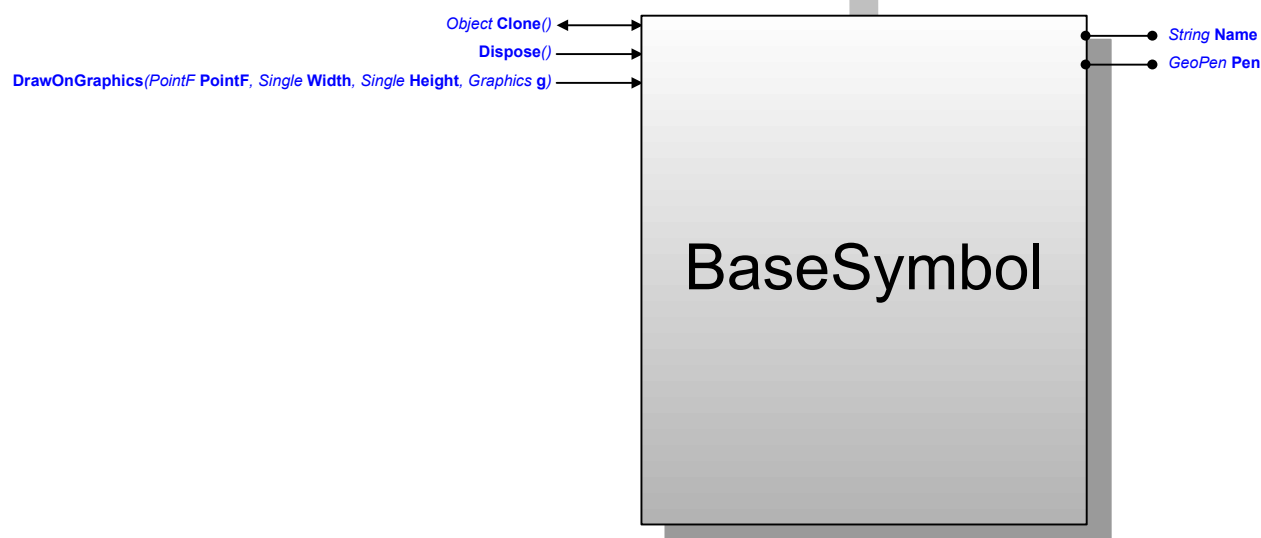 Object Clone()
Dispose()
DrawOnGraphics(PointF PointF, Single Width, Single Height, Graphics g)
String Name
GeoPen Pen
BaseSymbol